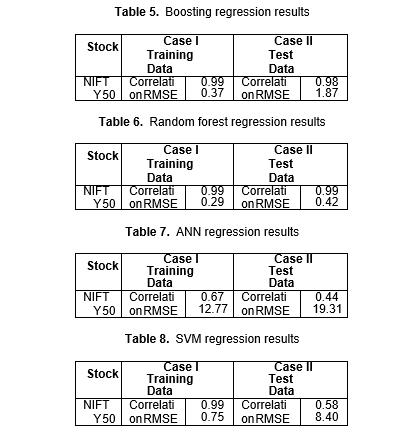 Table 5. Boosting regression results
Stock Case I Training Data Case II Test Data
NIFT Correlati 0.99 Correlati 0.98
Y50 onRMSE 0.37 onRMSE 1.87
Table 6. Random forest regression results
Stock Case I Training Data Case II Test Data
NIFT Correlati 0.99 Correlati 0.99
Y50 onRMSE 0.29 onRMSE 0.42
Table 7. ANN regression results
Stock Case I Training Data Case II Test Data
NIFT Correlati 0.67 Correlati 0.44
Y50 onRMSE 12.77 onRMSE 19.31
Table 8. SVM regression results
Stock Case I Training Data Case II Test Data
NIFT Correlati 0.99 Correlati 0.58
Y50 onRMSE 0.75 onRMSE 8.40